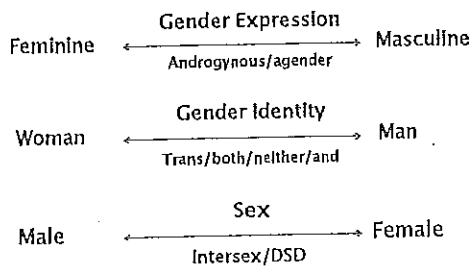 Gender Expression
Feminine Masculine
Androgynous/agender
Gender Identity
Woman Man
Trans/both/neither/and
Sex
Male Female
Intersex/DSD